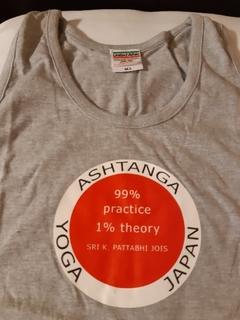 ASHTANGA
YOGA
JAPAN
99%
practice
1% theory
SRI K. PATTABHI JOIS